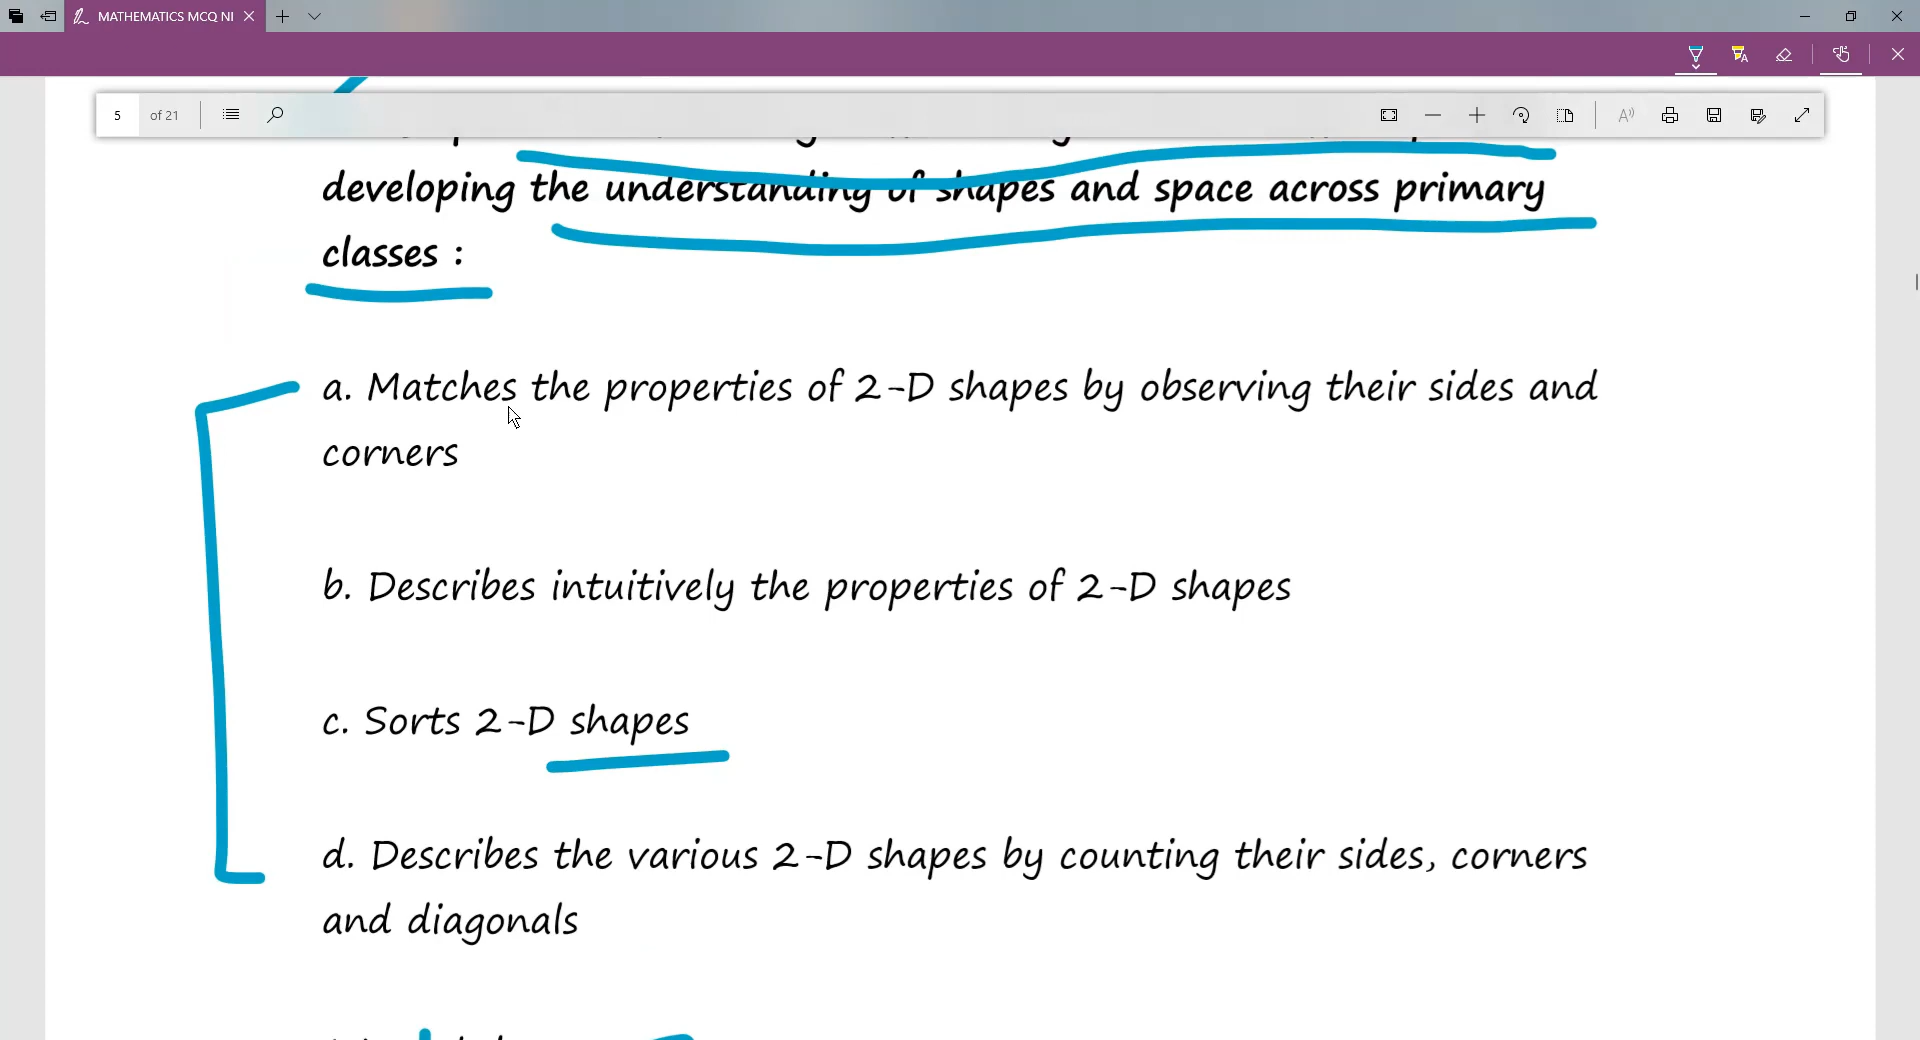 MATHEMATICS MCQ NI
5 of 21
developing the understanding of shapes and space across primary
classes :
a. Matches the properties of 2-D shapes by observing their sides and
corners
b. Describes intuitively the properties of 2-D shapes
c. Sorts 2-D shapes
d. Describes the various 2-D shapes by counting their sides, corners
and diagonals